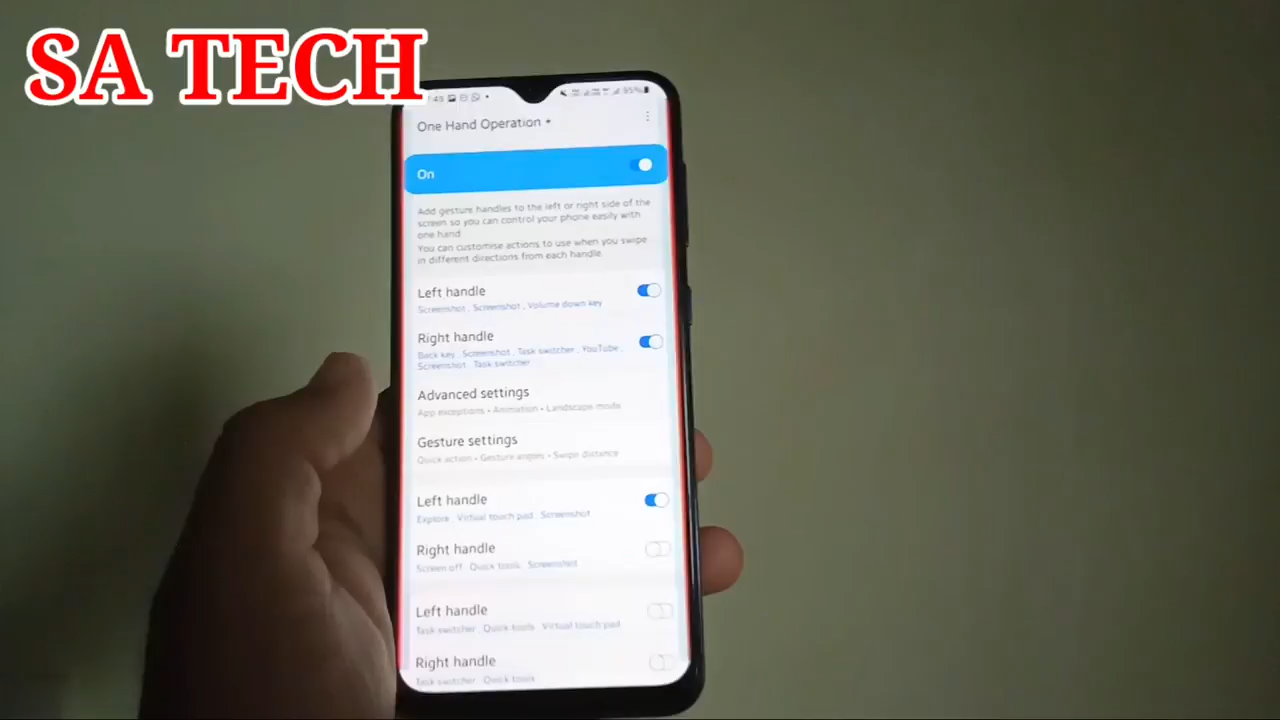 SA TECH
:49 95%
One Hand Operation +
On
Add gesture handles to the left or right side of the
screen so you can control your phone easily with
one hand
You can customise actions to use when you swipe
in different directions from each handle.
Left handle
Screenshot , Screenshot , Volume down key
Right handle
Back key , Screenshot , Task switcher , YouTube ,
Screenshot , Task switcher
Advanced settings
App exceptions • Animation • Landscape mode
Gesture settings
Quick action • Gesture angles • Swipe distance
Left handle
Explore , Virtual touch pad , Screenshot
Right handle
Screen off , Quick tools , Screenshot
Left handle
Task switcher , Quick tools , Virtual touch pad
Right handle
Task switcher , Quick tools